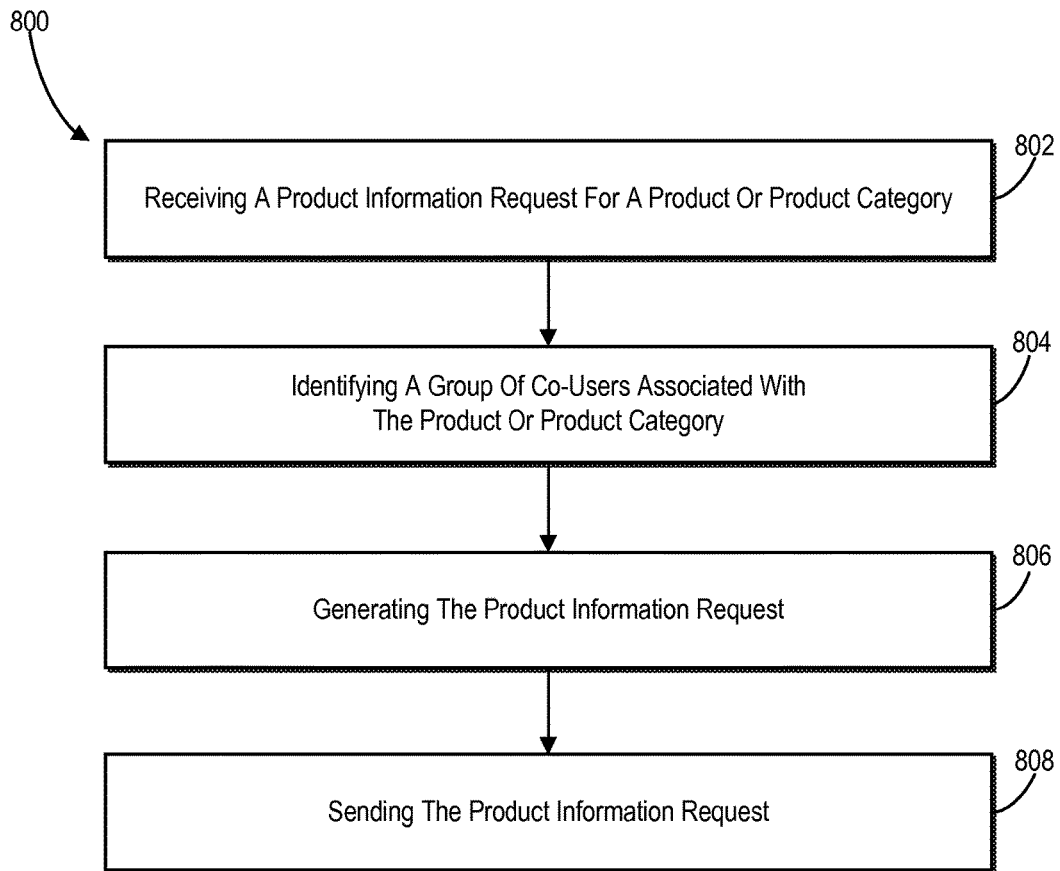 800
802
Receiving A Product Information Request For A Product Or Product Category
804
Identifying A Group Of Co-Users Associated With
The Product Or Product Category
806
Generating The Product Information Request
808
Sending The Product Information Request